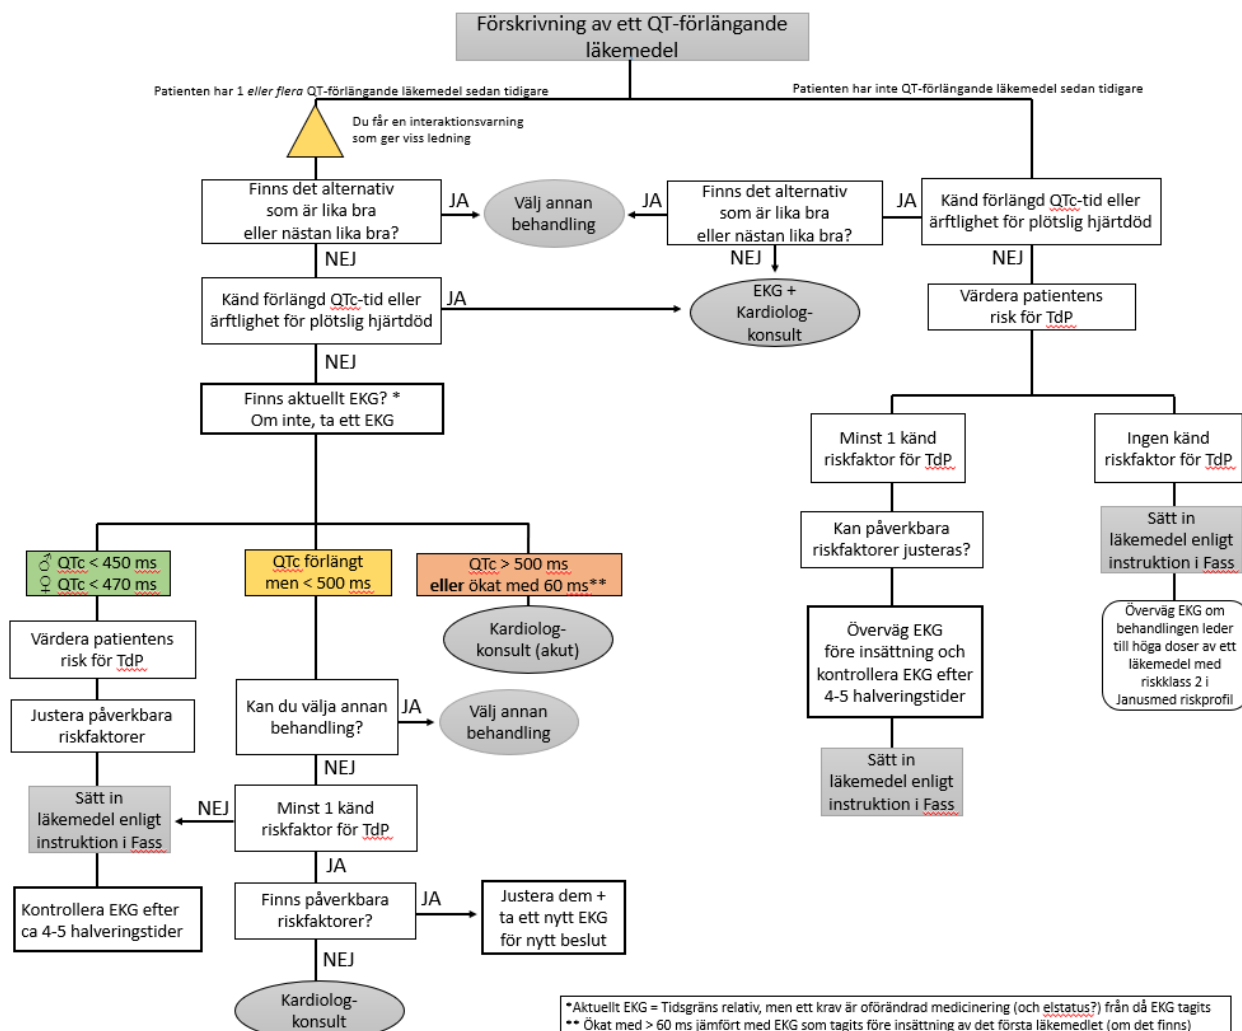 Förskrivning av ett QT-förlängande
läkemedel
Patienten har 1 eller flera QT-förlängande läkemedel sedan tidigare
Patienten har inte QT-förlängande läkemedel sedan tidigare
Du får en interaktionsvarning
som ger viss ledning
Finns det alternativ
som är lika bra
eller nästan lika bra?
JA
Välj annan
behandling
JA
Finns det alternativ
som är lika bra
eller nästan lika bra?
JA
Känd förlängd QTc-tid eller
ärftlighet för plötslig hjärtdöd
NEJ
NEJ
NEJ
Känd förlängd QTc-tid eller
ärftlighet för plötslig hjärtdöd
JA
EKG +
Kardiolog-
konsult
Värdera patientens
risk för TdP
NEJ
Finns aktuellt EKG? *
Om inte, ta ett EKG
Minst 1 känd
riskfaktor för TdP
Ingen känd
riskfaktor för TdP
Kan påverkbara
riskfaktorer justeras?
Sätt in
läkemedel enligt
instruktion i Fass
♂ QTc < 450 ms
♀ QTc < 470 ms
QTc förlängt
men < 500 ms
QTc > 500 ms
eller ökat med 60 ms**
Värdera patientens
risk för TdP
Kardiolog-
konsult (akut)
Överväg EKG
före insättning och
kontrollera EKG efter
4-5 halveringstider
Överväg EKG om
behandlingen leder
till höga doser av ett
läkemedel med
riskklass 2 i
Janusmed riskprofil
Justera påverkbara
riskfaktorer
Kan du välja annan
behandling?
JA
Välj annan
behandling
NEJ
Sätt in
läkemedel enligt
instruktion i Fass
Sätt in
läkemedel enligt
instruktion i Fass
NEJ
Minst 1 känd
riskfaktor för TdP
JA
Kontrollera EKG efter
ca 4-5 halveringstider
Finns påverkbara
riskfaktorer?
JA
Justera dem +
ta ett nytt EKG
för nytt beslut
NEJ
Kardiolog-
konsult
*Aktuellt EKG = Tidsgräns relativ, men ett krav är oförändrad medicinering (och elstatus?) från då EKG tagits
** Ökat med > 60 ms jämfört med EKG som tagits före insättning av det första läkemedlet (om det finns)